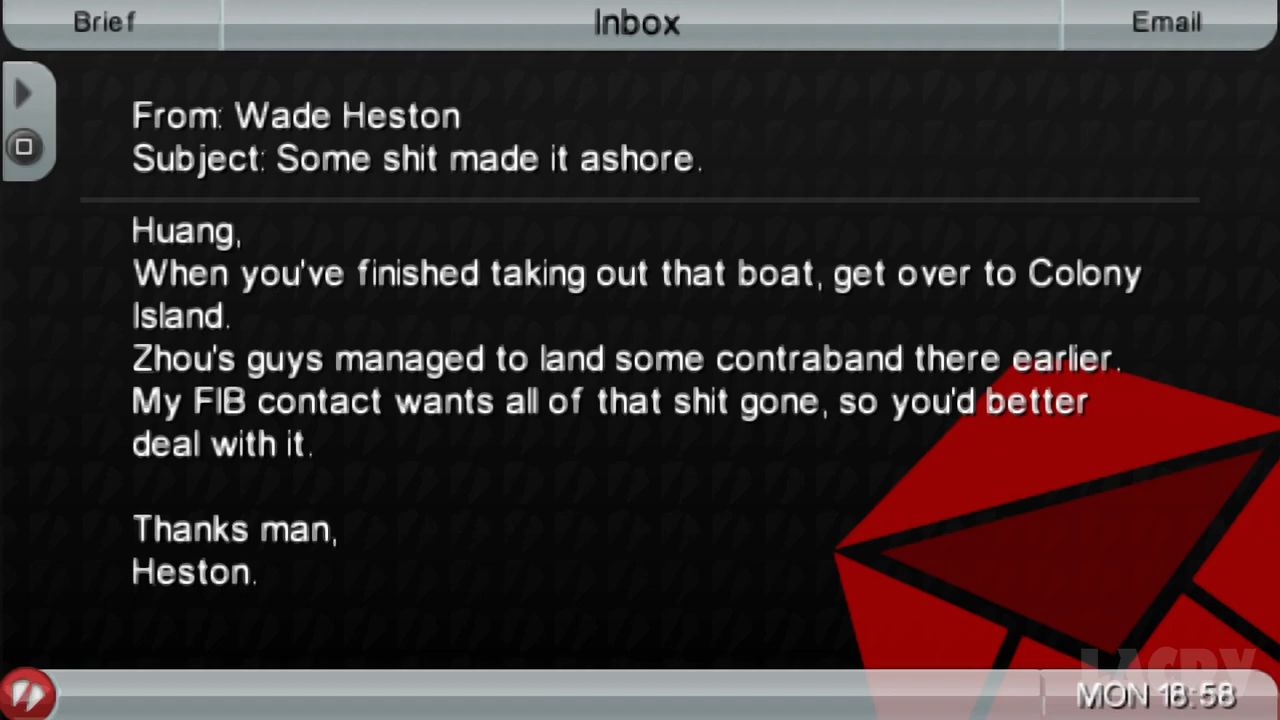 Brief
Inbox
Email
From: Wade Heston
Subject: Some shit made it ashore.
Huang,
When you've finished taking out that boat, get over to Colony
Island.
Zhou's guys managed to land some contraband there earlier.
My FIB contact wants all of that shit gone, so you'd better
deal with it.
Thanks man,
Heston.
MON 18:58